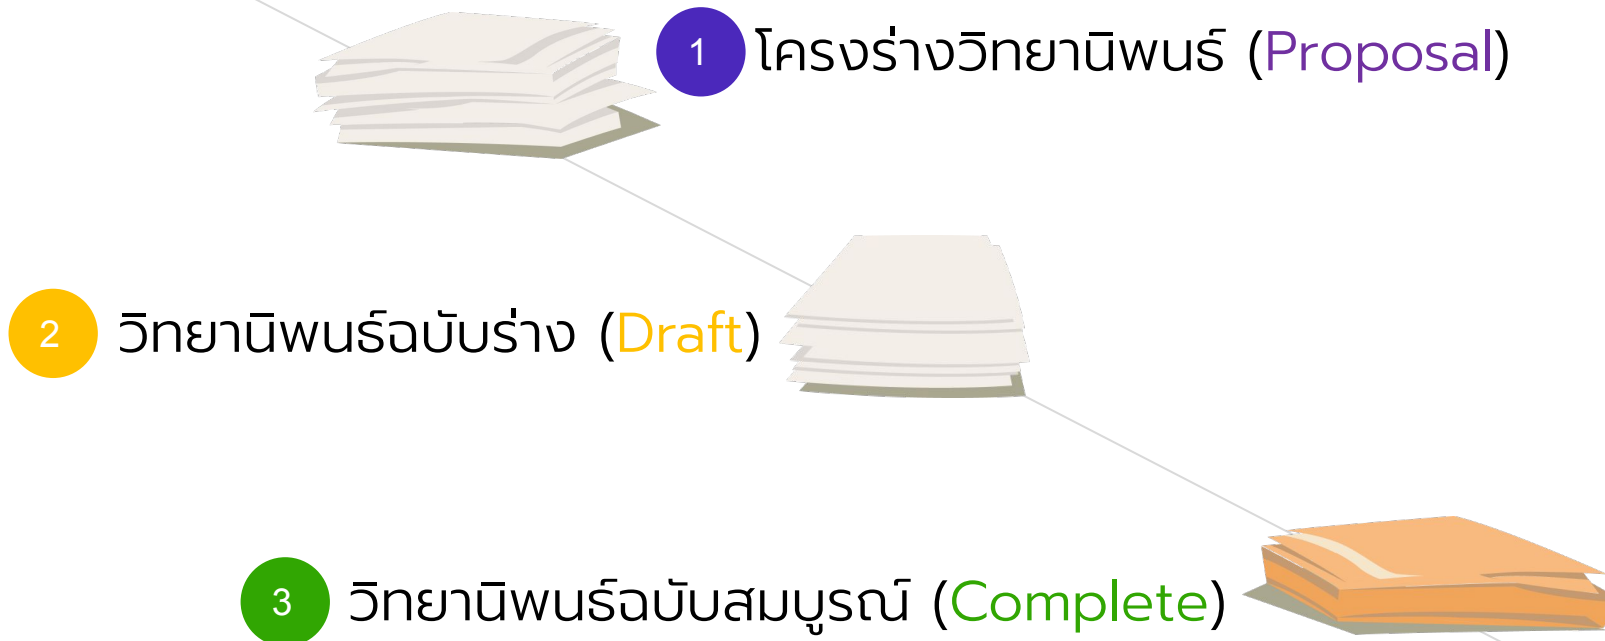 1 โครงร่างวิทยานิพนธ์ (Proposal)
2 วิทยานิพนธ์ฉบับร่าง (Draft)
3 วิทยานิพนธ์ฉบับสมบูรณ์ (Complete)